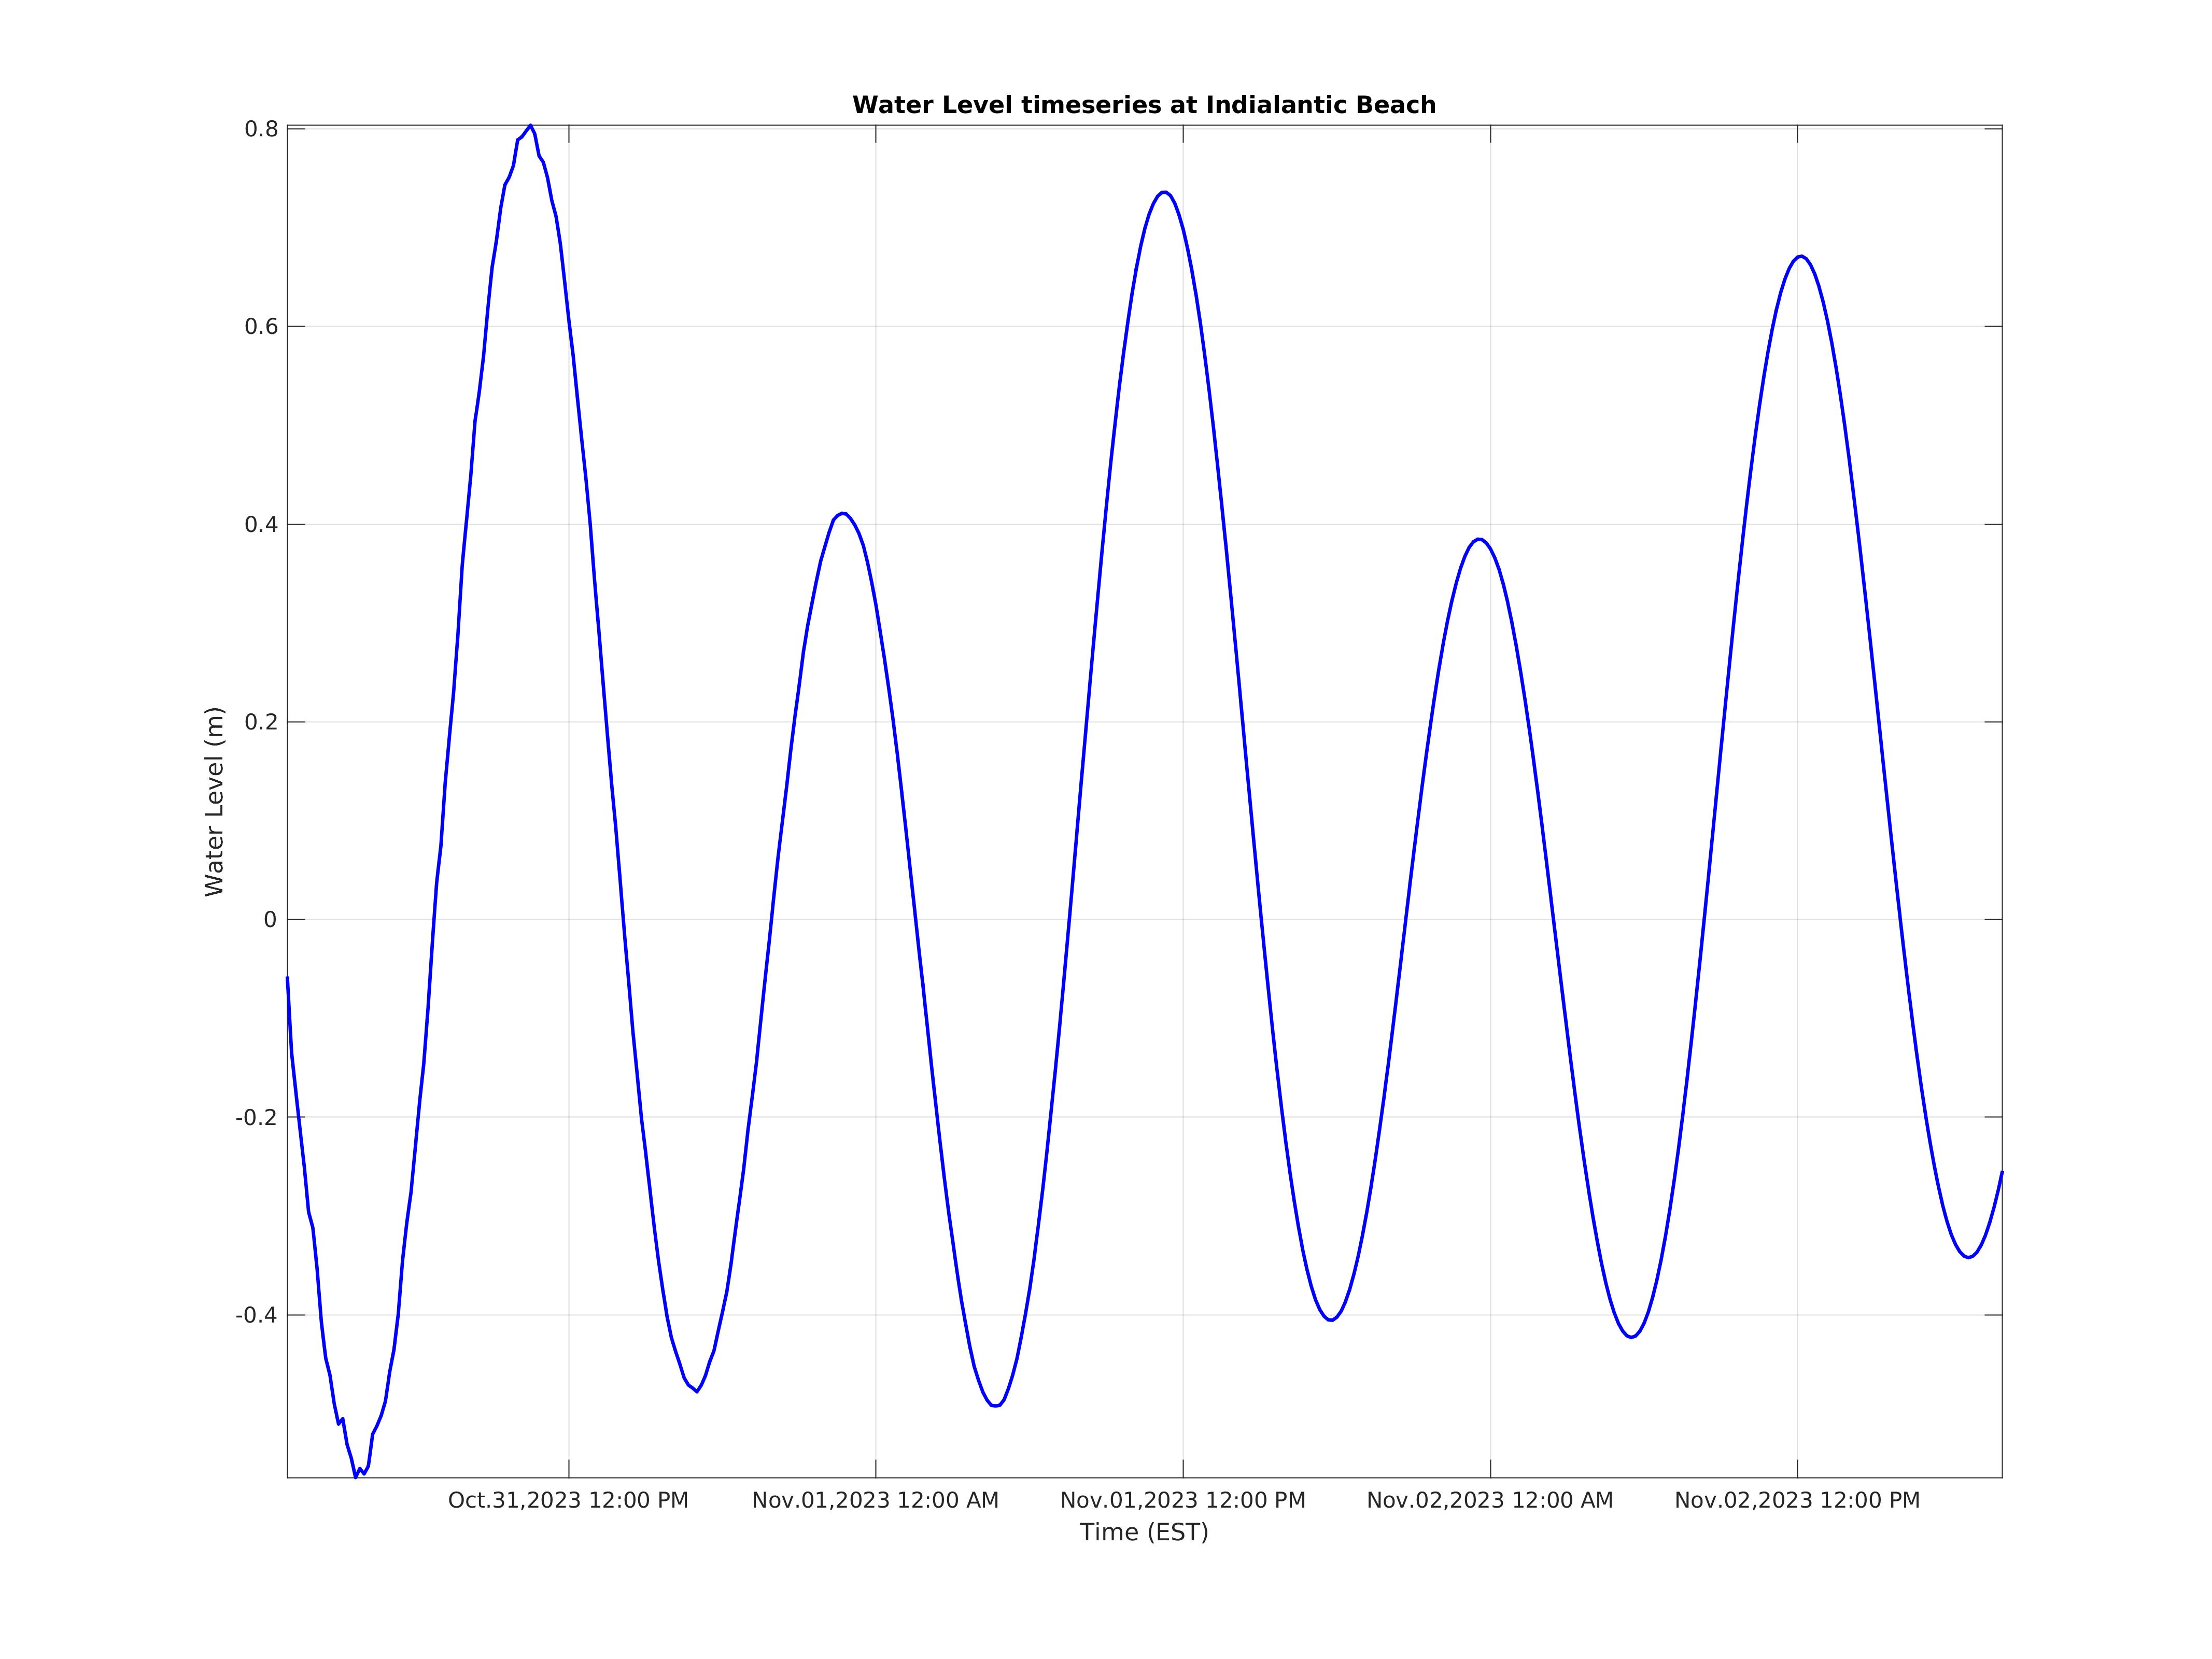 Water Level timeseries at Indialantic Beach
0.8
0.6
0.4
0.2
0
-0.2
-0.4
Water Level (m)
Oct.31,2023 12:00 PM
Nov.01,2023 12:00 AM
Nov.01,2023 12:00 PM
Nov.02,2023 12:00 AM
Nov.02,2023 12:00 PM
Time (EST)